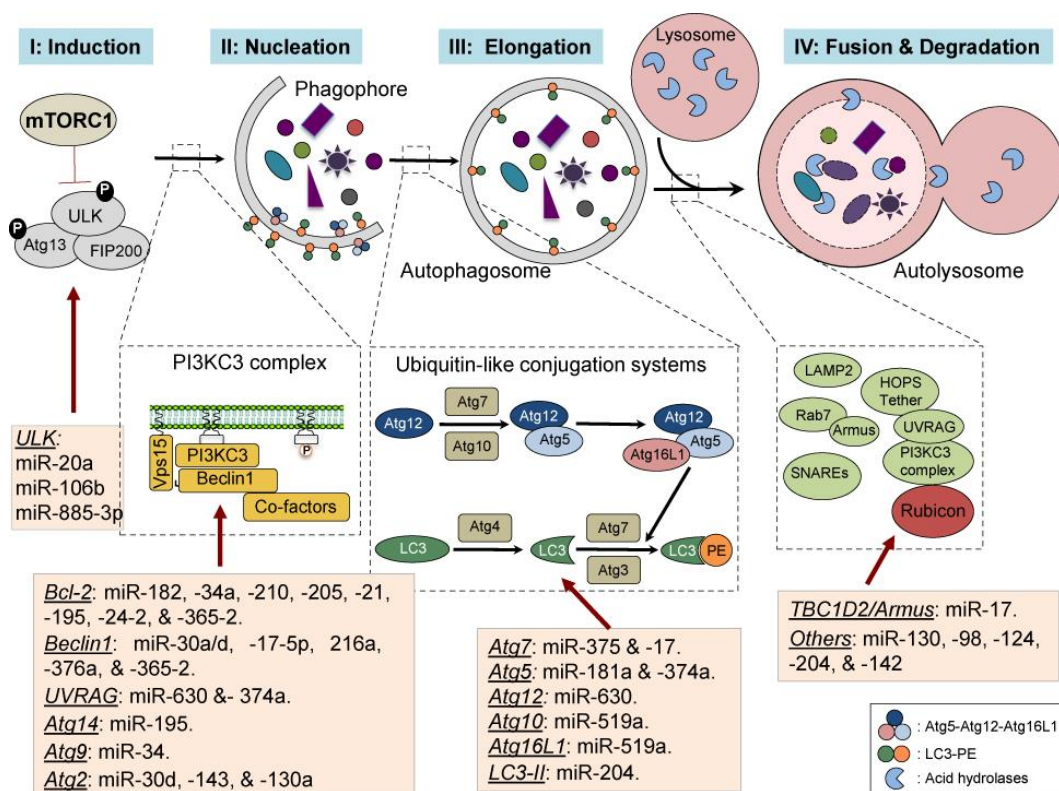 I: Induction
II: Nucleation
III: Elongation
IV: Fusion & Degradation
Lysosome
mTORC1
Phagophore
P
ULK
P
Atg13
FIP200
Autophagosome
Autolysosome
PI3KC3 complex
Vps15
PI3KC3
Beclin1
Co-factors
P
Ubiquitin-like conjugation systems
Atg12
Atg7
Atg10
Atg12
Atg5
Atg12
Atg5
Atg16L1
LC3
Atg4
LC3
Atg7
Atg3
LC3
PE
LAMP2
HOPS
Tether
Rab7
Armus
UVRAG
SNAREs
PI3KC3
complex
Rubicon
ULK:
miR-20a
miR-106b
miR-885-3p
Bcl-2: miR-182, -34a, -210, -205, -21,
-195, -24-2, & -365-2.
Beclin1: miR-30a/d, -17-5p, 216a,
-376a, & -365-2.
UVRAG: miR-630 &- 374a.
Atg14: miR-195.
Atg9: miR-34.
Atg2: miR-30d, -143, & -130a
Atg7: miR-375 & -17.
Atg5: miR-181a & -374a.
Atg12: miR-630.
Atg10: miR-519a.
Atg16L1: miR-519a.
LC3-II: miR-204.
TBC1D2/Armus: miR-17.
Others: miR-130, -98, -124,
-204, & -142
: Atg5-Atg12-Atg16L1
: LC3-PE
: Acid hydrolases